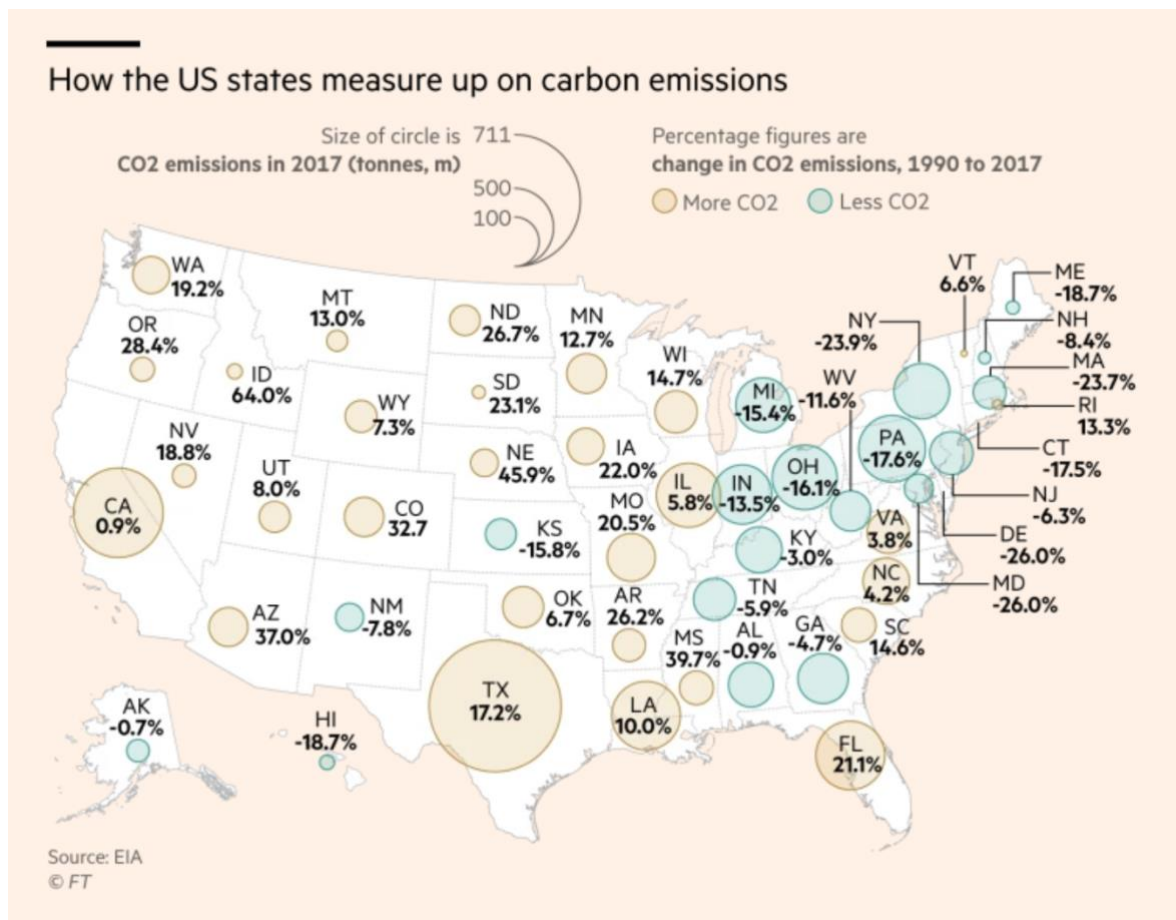 How the US states measure up on carbon emissions
Size of circle is
CO2 emissions in 2017 (tonnes, m)
711
500
100
Percentage figures are
change in CO2 emissions, 1990 to 2017
More CO2
Less CO2
WA
19.2%
OR
28.4%
MT
13.0%
ID
64.0%
ND
26.7%
MN
12.7%
SD
23.1%
WI
14.7%
WY
7.3%
NV
18.8%
UT
8.0%
NE
45.9%
IA
22.0%
CA
0.9%
CO
32.7
KS
-15.8%
MO
20.5%
IL
5.8%
IN
-13.5%
MI
-15.4%
OH
-16.1%
WV
-11.6%
NY
-23.9%
PA
-17.6%
VT
6.6%
ME
-18.7%
NH
-8.4%
MA
-23.7%
RI
13.3%
CT
-17.5%
NJ
-6.3%
DE
-26.0%
MD
-26.0%
VA
3.8%
KY
-3.0%
NC
4.2%
TN
-5.9%
SC
14.6%
AZ
37.0%
NM
-7.8%
OK
6.7%
AR
26.2%
MS
39.7%
AL
-0.9%
GA
-4.7%
TX
17.2%
LA
10.0%
FL
21.1%
AK
-0.7%
HI
-18.7%
Source: EIA
© FT